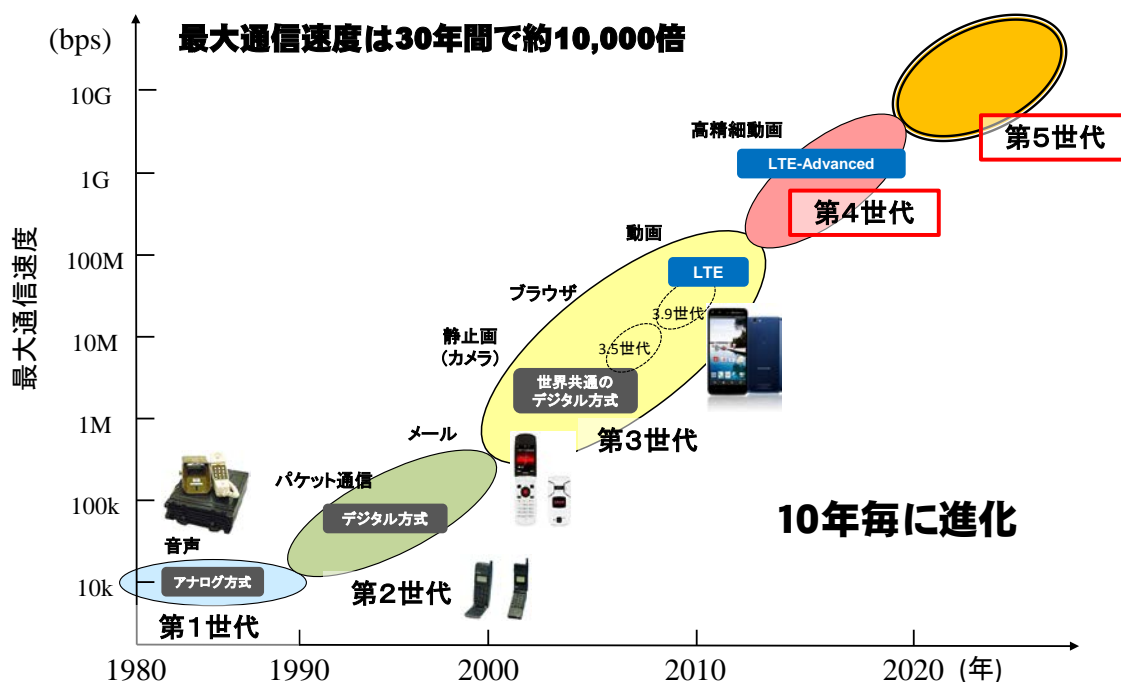 (bps)
最大通信速度は30年間で約10,000倍
10G
高精細動画
第5世代
LTE-Advanced
1G
第4世代
最大通信速度
動画
100M
LTE
ブラウザ
3.9世代
静止画
(カメラ)
10M
3.5世代
世界共通の
デジタル方式
1M
メール
第3世代
パケット通信
100k
デジタル方式
10年毎に進化
音声
10k
アナログ方式
第2世代
第1世代
1980
1990
2000
2010
2020
(年)